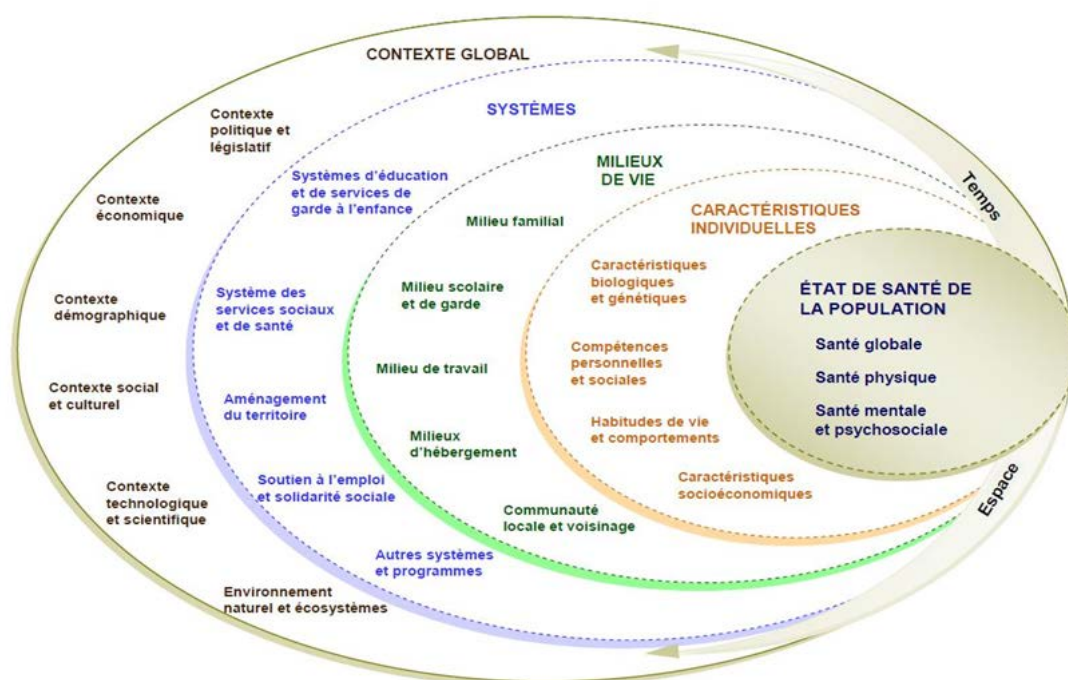 CONTEXTE GLOBAL
Contexte
politique et
législatif
Contexte
économique
Contexte
démographique
Contexte social
et culturel
Contexte
technologique
et scientifique
Environnement
naturel et écosystèmes
SYSTÈMES
Systèmes d'éducation
et de services de
garde à l'enfance
Système des
services sociaux
et de santé
Aménagement
du territoire
Soutien à l'emploi
et solidarité sociale
Autres systèmes
et programmes
MILIEUX
DE VIE
Milieu familial
Milieu scolaire
et de garde
Milieu de travail
Milieux
d'hébergement
Communauté
locale et voisinage
CARACTÉRISTIQUES
INDIVIDUELLES
Caractéristiques
biologiques
et génétiques
Compétences
personnelles
et sociales
Habitudes de vie
et comportements
Caractéristiques
socioéconomiques
ÉTAT DE SANTÉ DE
LA POPULATION
Santé globale
Santé physique
Santé mentale
et psychosociale
Temps
Espace